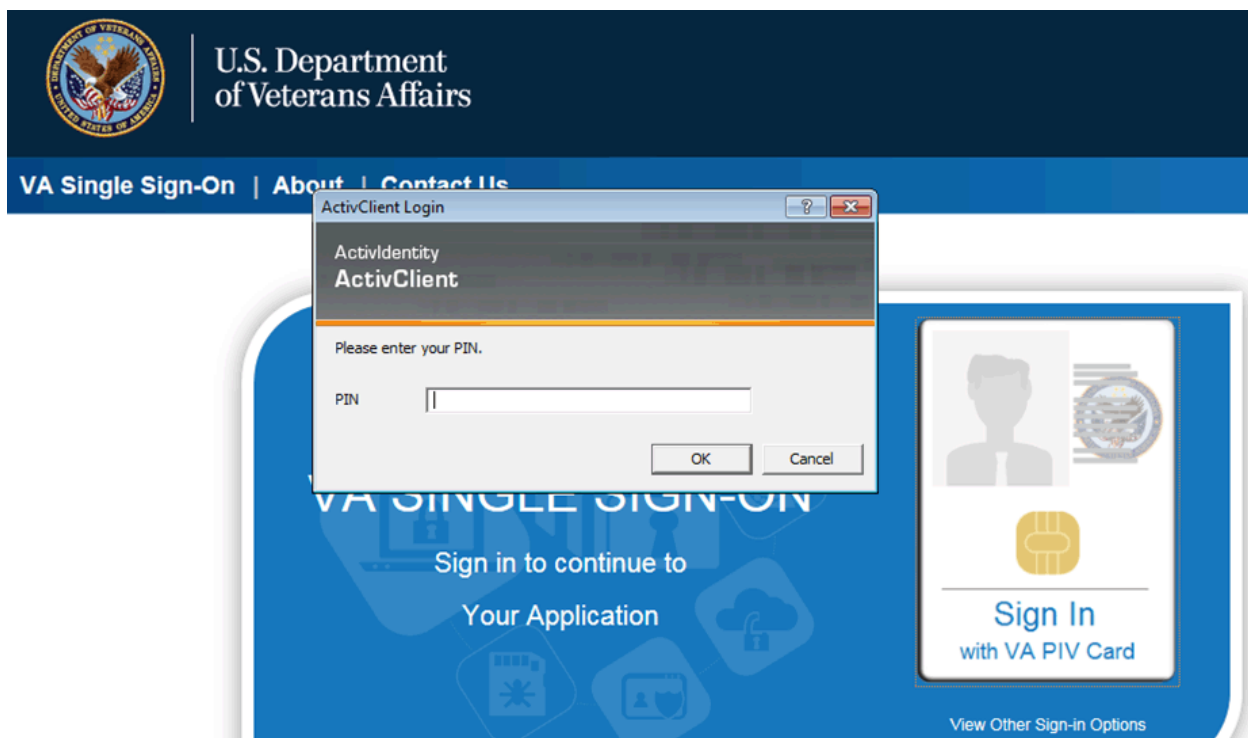 U.S. Department
of Veterans Affairs
VA Single Sign-On | About | Contact Us
ActivClient Login
ActivIdentity
ActivClient
Please enter your PIN.
PIN
OK Cancel
VA SINGLE SIGN-ON
Sign in to continue to
Your Application
Sign In
with VA PIV Card
View Other Sign-in Options